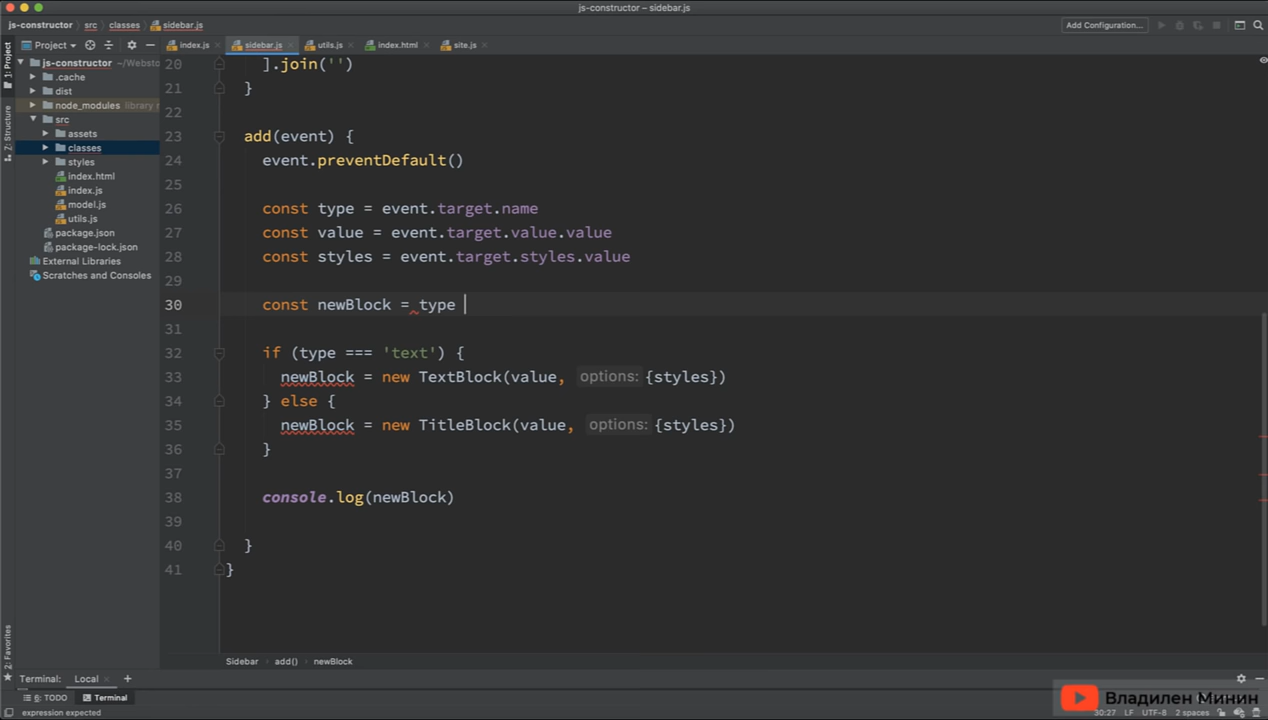 js-constructor – sidebar.js
js-constructor src classes sidebar.js Add Configuration...
Project index.js sidebar.js utils.js index.html site.js
1: Project
Z: Structure
2: Favorites
js-constructor ~/Websto
.cache
dist
node_modules library r
src
assets
classes
styles
index.html
index.js
model.js
utils.js
package.json
package-lock.json
External Libraries
Scratches and Consoles
20 ].join('')
21 }
22
23 add(event) {
24 event.preventDefault()
25
26 const type = event.target.name
27 const value = event.target.value.value
28 const styles = event.target.styles.value
29
30 const newBlock = type
31
32 if (type === 'text') {
33 newBlock = new TextBlock(value, options: {styles})
34 } else {
35 newBlock = new TitleBlock(value, options: {styles})
36 }
37
38 console.log(newBlock)
39
40 }
41 }
Sidebar add() newBlock
Terminal: Local
6: TODO Terminal
Владилен Минин
expression expected 30:27 LF UTF-8 2 spaces